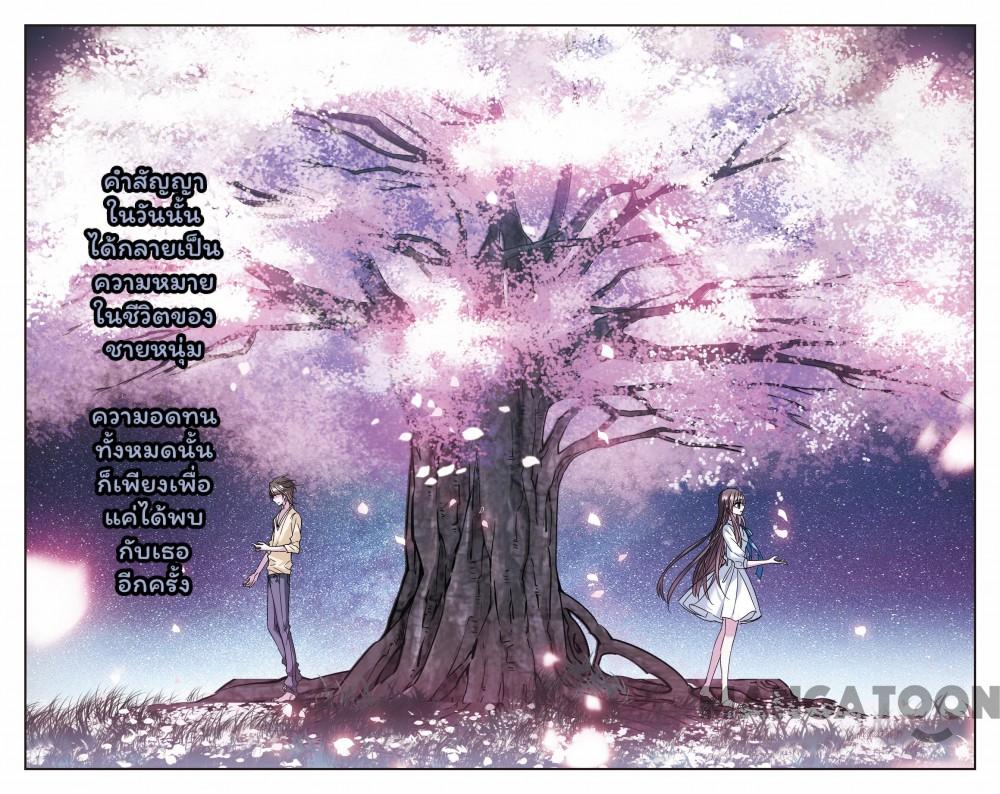 คำสัญญา
ในวันนั้น
ได้กลายเป็น
ความหมาย
ในชีวิตของ
ชายหนุ่ม
ความอดทน
ทั้งหมดนั้น
ก็เพียงเพื่อ
แค่ได้พบ
กับเธอ
อีกครั้ง
MANGATOON